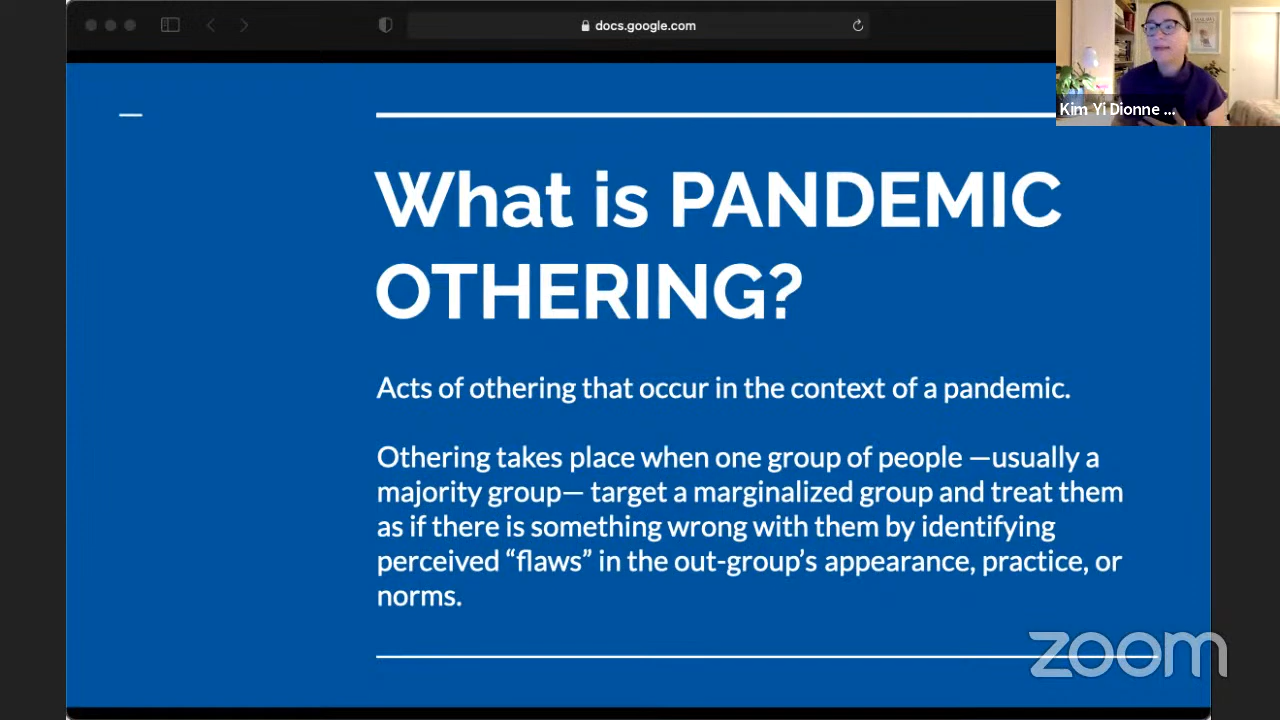 docs.google.com
Kim Yi Dionne ...
What is PANDEMIC
OTHERING?
Acts of othering that occur in the context of a pandemic.
Othering takes place when one group of people —usually a
majority group— target a marginalized group and treat them
as if there is something wrong with them by identifying
perceived “flaws” in the out-group’s appearance, practice, or
norms.
zoom